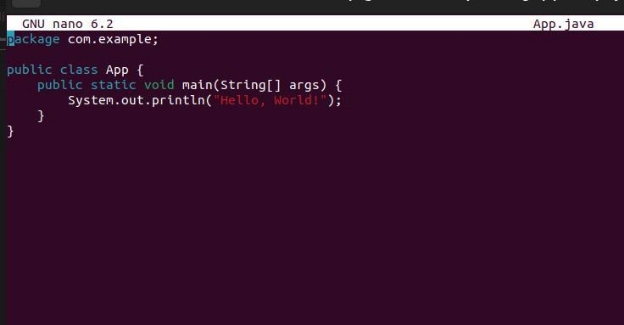 GNU nano 6.2 App.java
package com.example;
public class App {
public static void main(String[] args) {
System.out.println("Hello, World!");
}
}